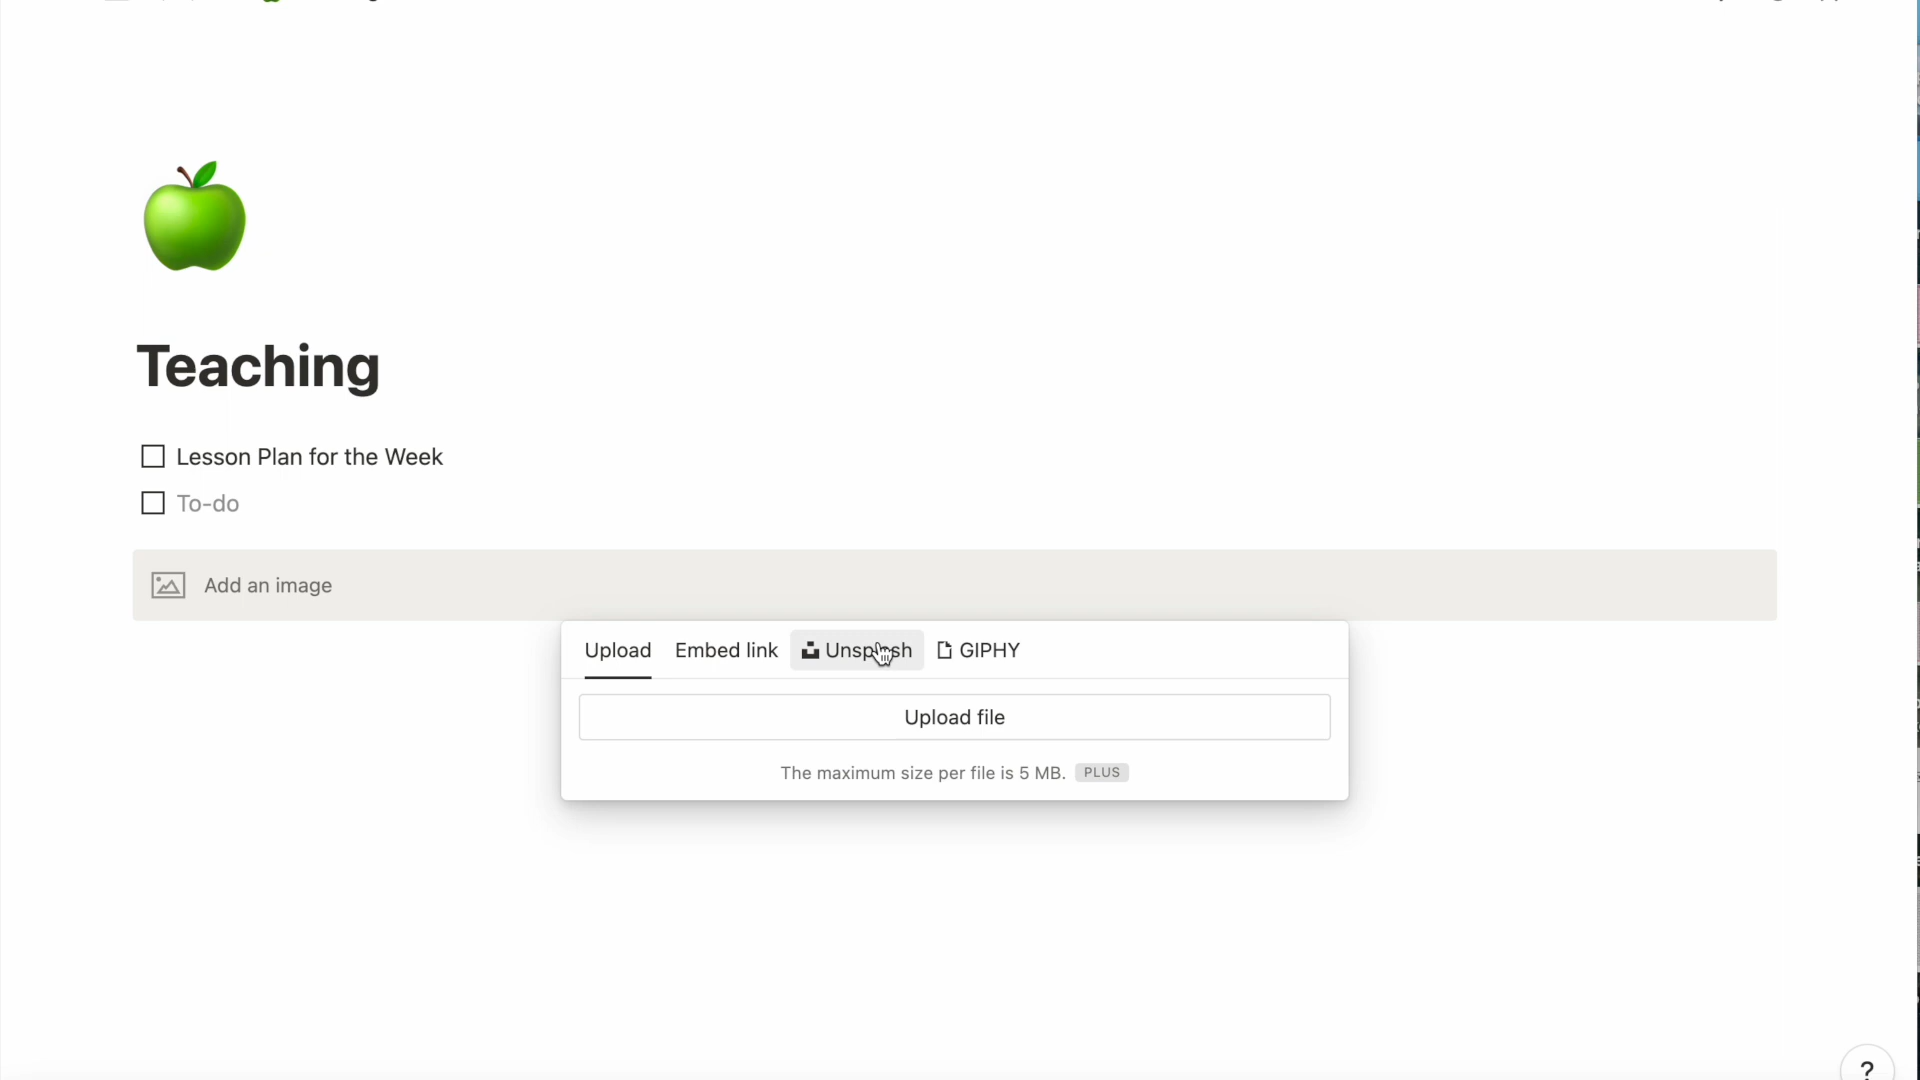 Teaching
Lesson Plan for the Week
To-do
Add an image
Upload Embed link Unsplash GIPHY
Upload file
The maximum size per file is 5 MB. PLUS
?